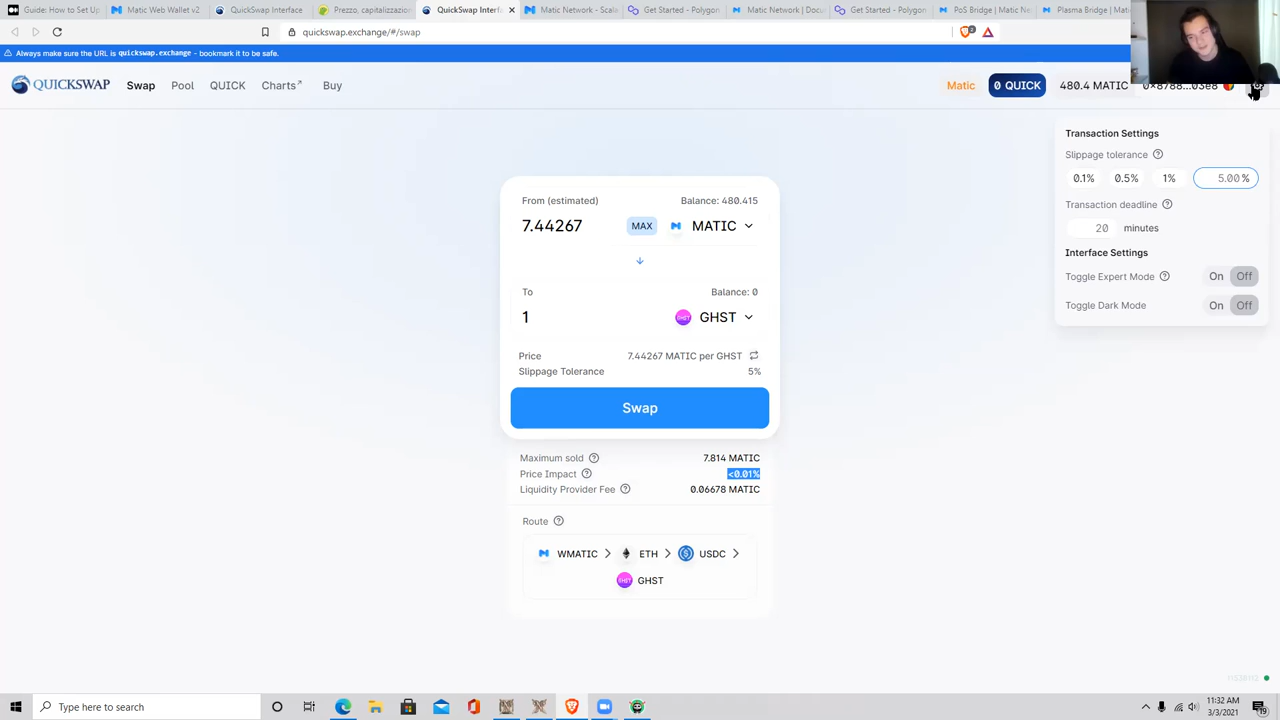 Guide: How to Set Up
Matic Web Wallet v2
QuickSwap Interface
Prezzo, capitalizzazio
QuickSwap Interf
Matic Network - Scala
Get Started - Polygon
Matic Network | Docu
Get Started - Polygon
PoS Bridge | Matic Ne
Plasma Bridge | Mati
quickswap.exchange/#/swap
Always make sure the URL is quickswap.exchange - bookmark it to be safe.
QUICKSWAP
Swap
Pool
QUICK
Charts↗
Buy
Matic
0 QUICK
480.4 MATIC
0x8788...03e8
Transaction Settings
Slippage tolerance ?
0.1% 0.5% 1% 5.00 %
Transaction deadline ?
20 minutes
Interface Settings
Toggle Expert Mode ? On Off
Toggle Dark Mode On Off
From (estimated) Balance: 480.415
7.44267 MAX MATIC
To Balance: 0
1 GHST
Price 7.44267 MATIC per GHST
Slippage Tolerance 5%
Swap
Maximum sold ? 7.814 MATIC
Price Impact ? <0.01%
Liquidity Provider Fee ? 0.06678 MATIC
Route ?
WMATIC > ETH > USDC >
GHST
Type here to search
11:32 AM
3/3/2021
19